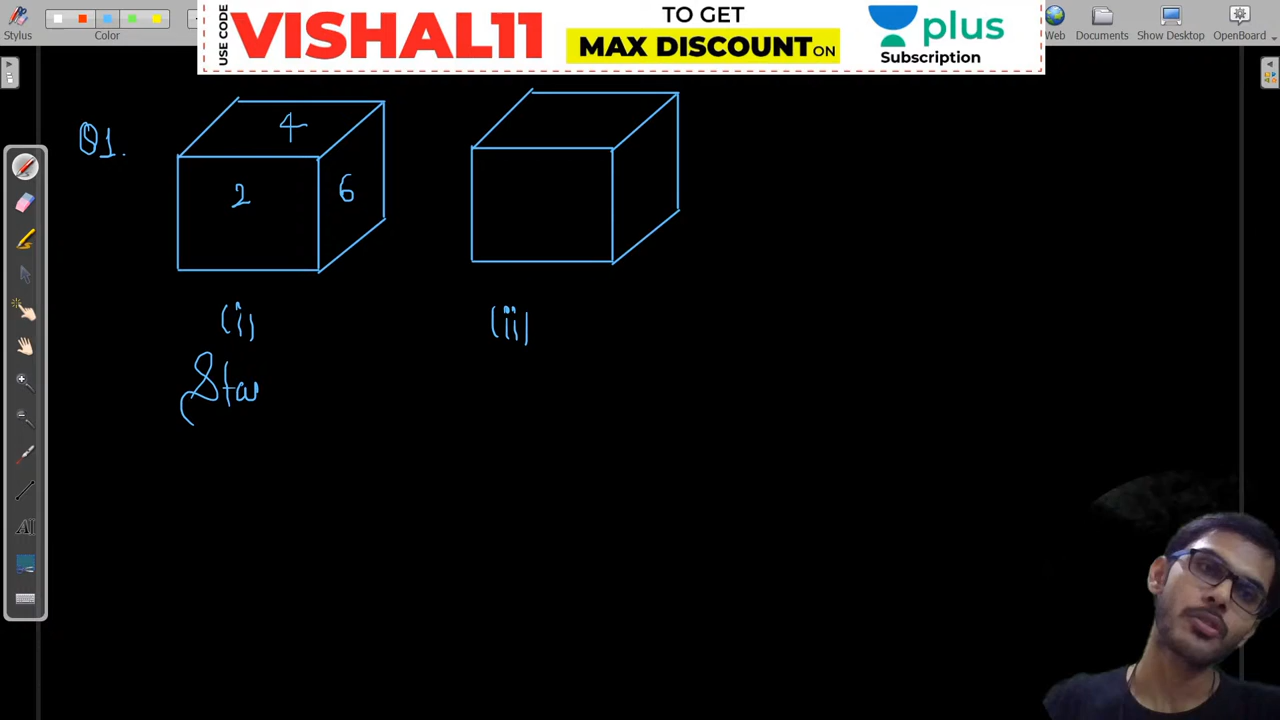 Stylus
Color
USE CODE
VISHAL11
TO GET
MAX DISCOUNT ON
plus
Subscription
Web
Documents
Show Desktop
OpenBoard
Q1.
4
2
6
(i)
(ii)
Star